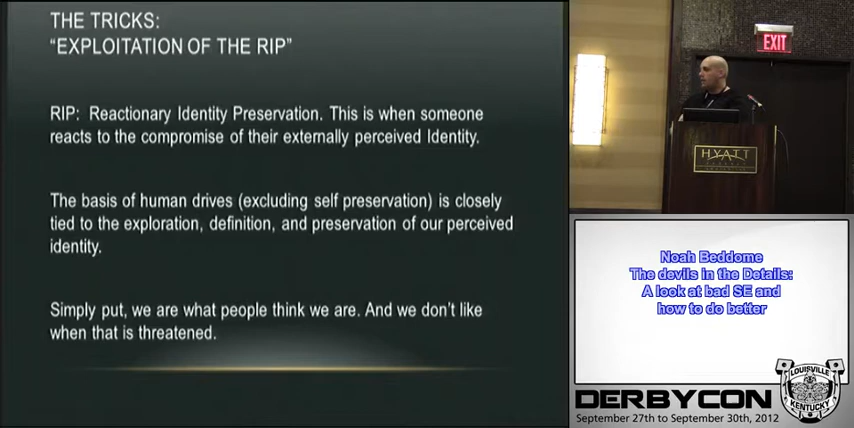 THE TRICKS:
"EXPLOITATION OF THE RIP"
RIP: Reactionary Identity Preservation. This is when someone
reacts to the compromise of their externally perceived Identity.
The basis of human drives (excluding self preservation) is closely
tied to the exploration, definition, and preservation of our perceived
identity.
Simply put, we are what people think we are. And we don't like
when that is threatened.
EXIT
HYATT
Noah Beddome
The devils in the Details:
A look at bad SE and
how to do better
LOUISVILLE
KENTUCKY
DERBYCON
September 27th to September 30th, 2012